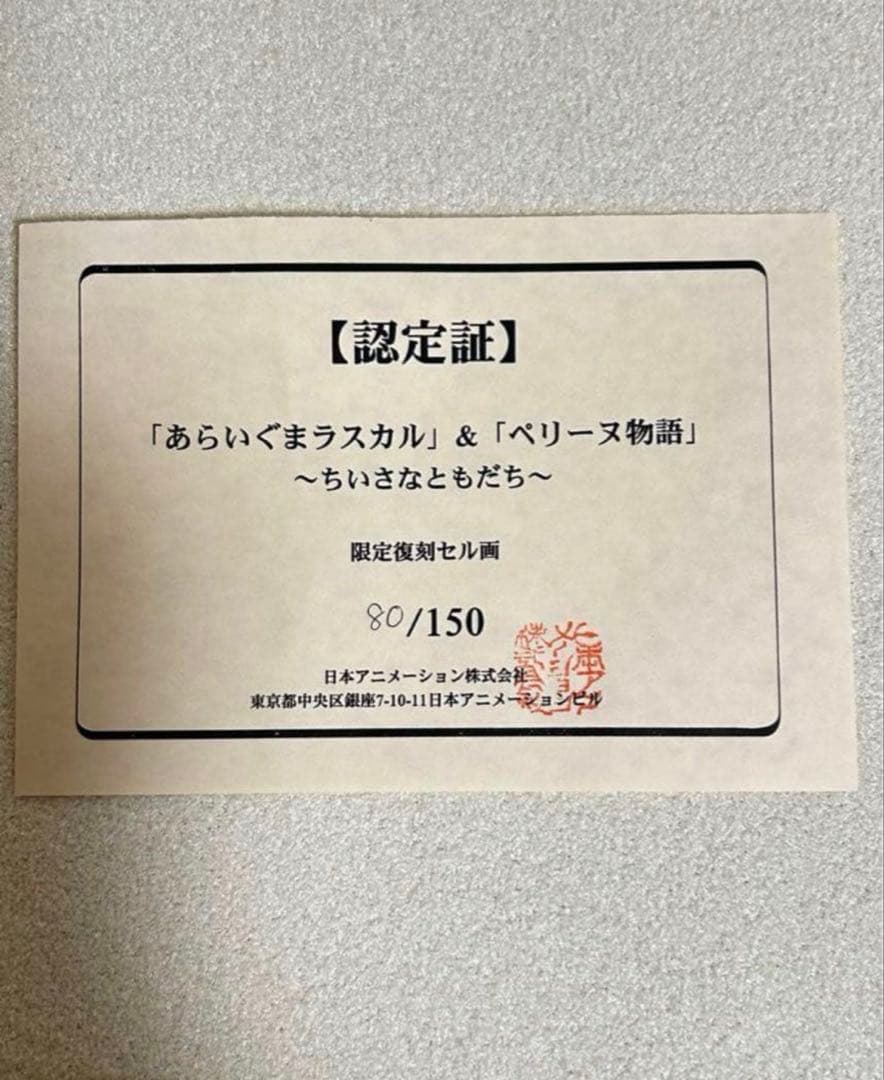 【認定証】
「あらいぐまラスカル」&「ペリーヌ物語」
〜ちいさなともだち〜
限定復刻セル画
80/150
日本アニメーション株式会社
東京都中央区銀座7-10-11日本アニメーションビル